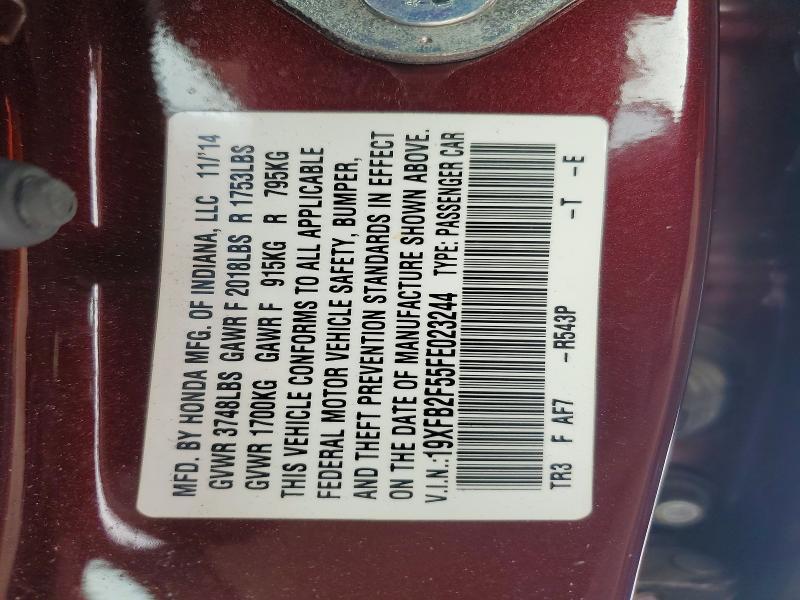 MFD. BY HONDA MFG. OF INDIANA, LLC 11/'14
GVWR 3748LBS GAWR F 2018LBS R 1753LBS
GVWR 1700KG GAWR F 915KG R 795KG
THIS VEHICLE CONFORMS TO ALL APPLICABLE
FEDERAL MOTOR VEHICLE SAFETY, BUMPER,
AND THEFT PREVENTION STANDARDS IN EFFECT
ON THE DATE OF MANUFACTURE SHOWN ABOVE.
V.I.N.:19XFB2F55FE023244 TYPE: PASSENGER CAR
TR3 F AF7 -R543P -T -E